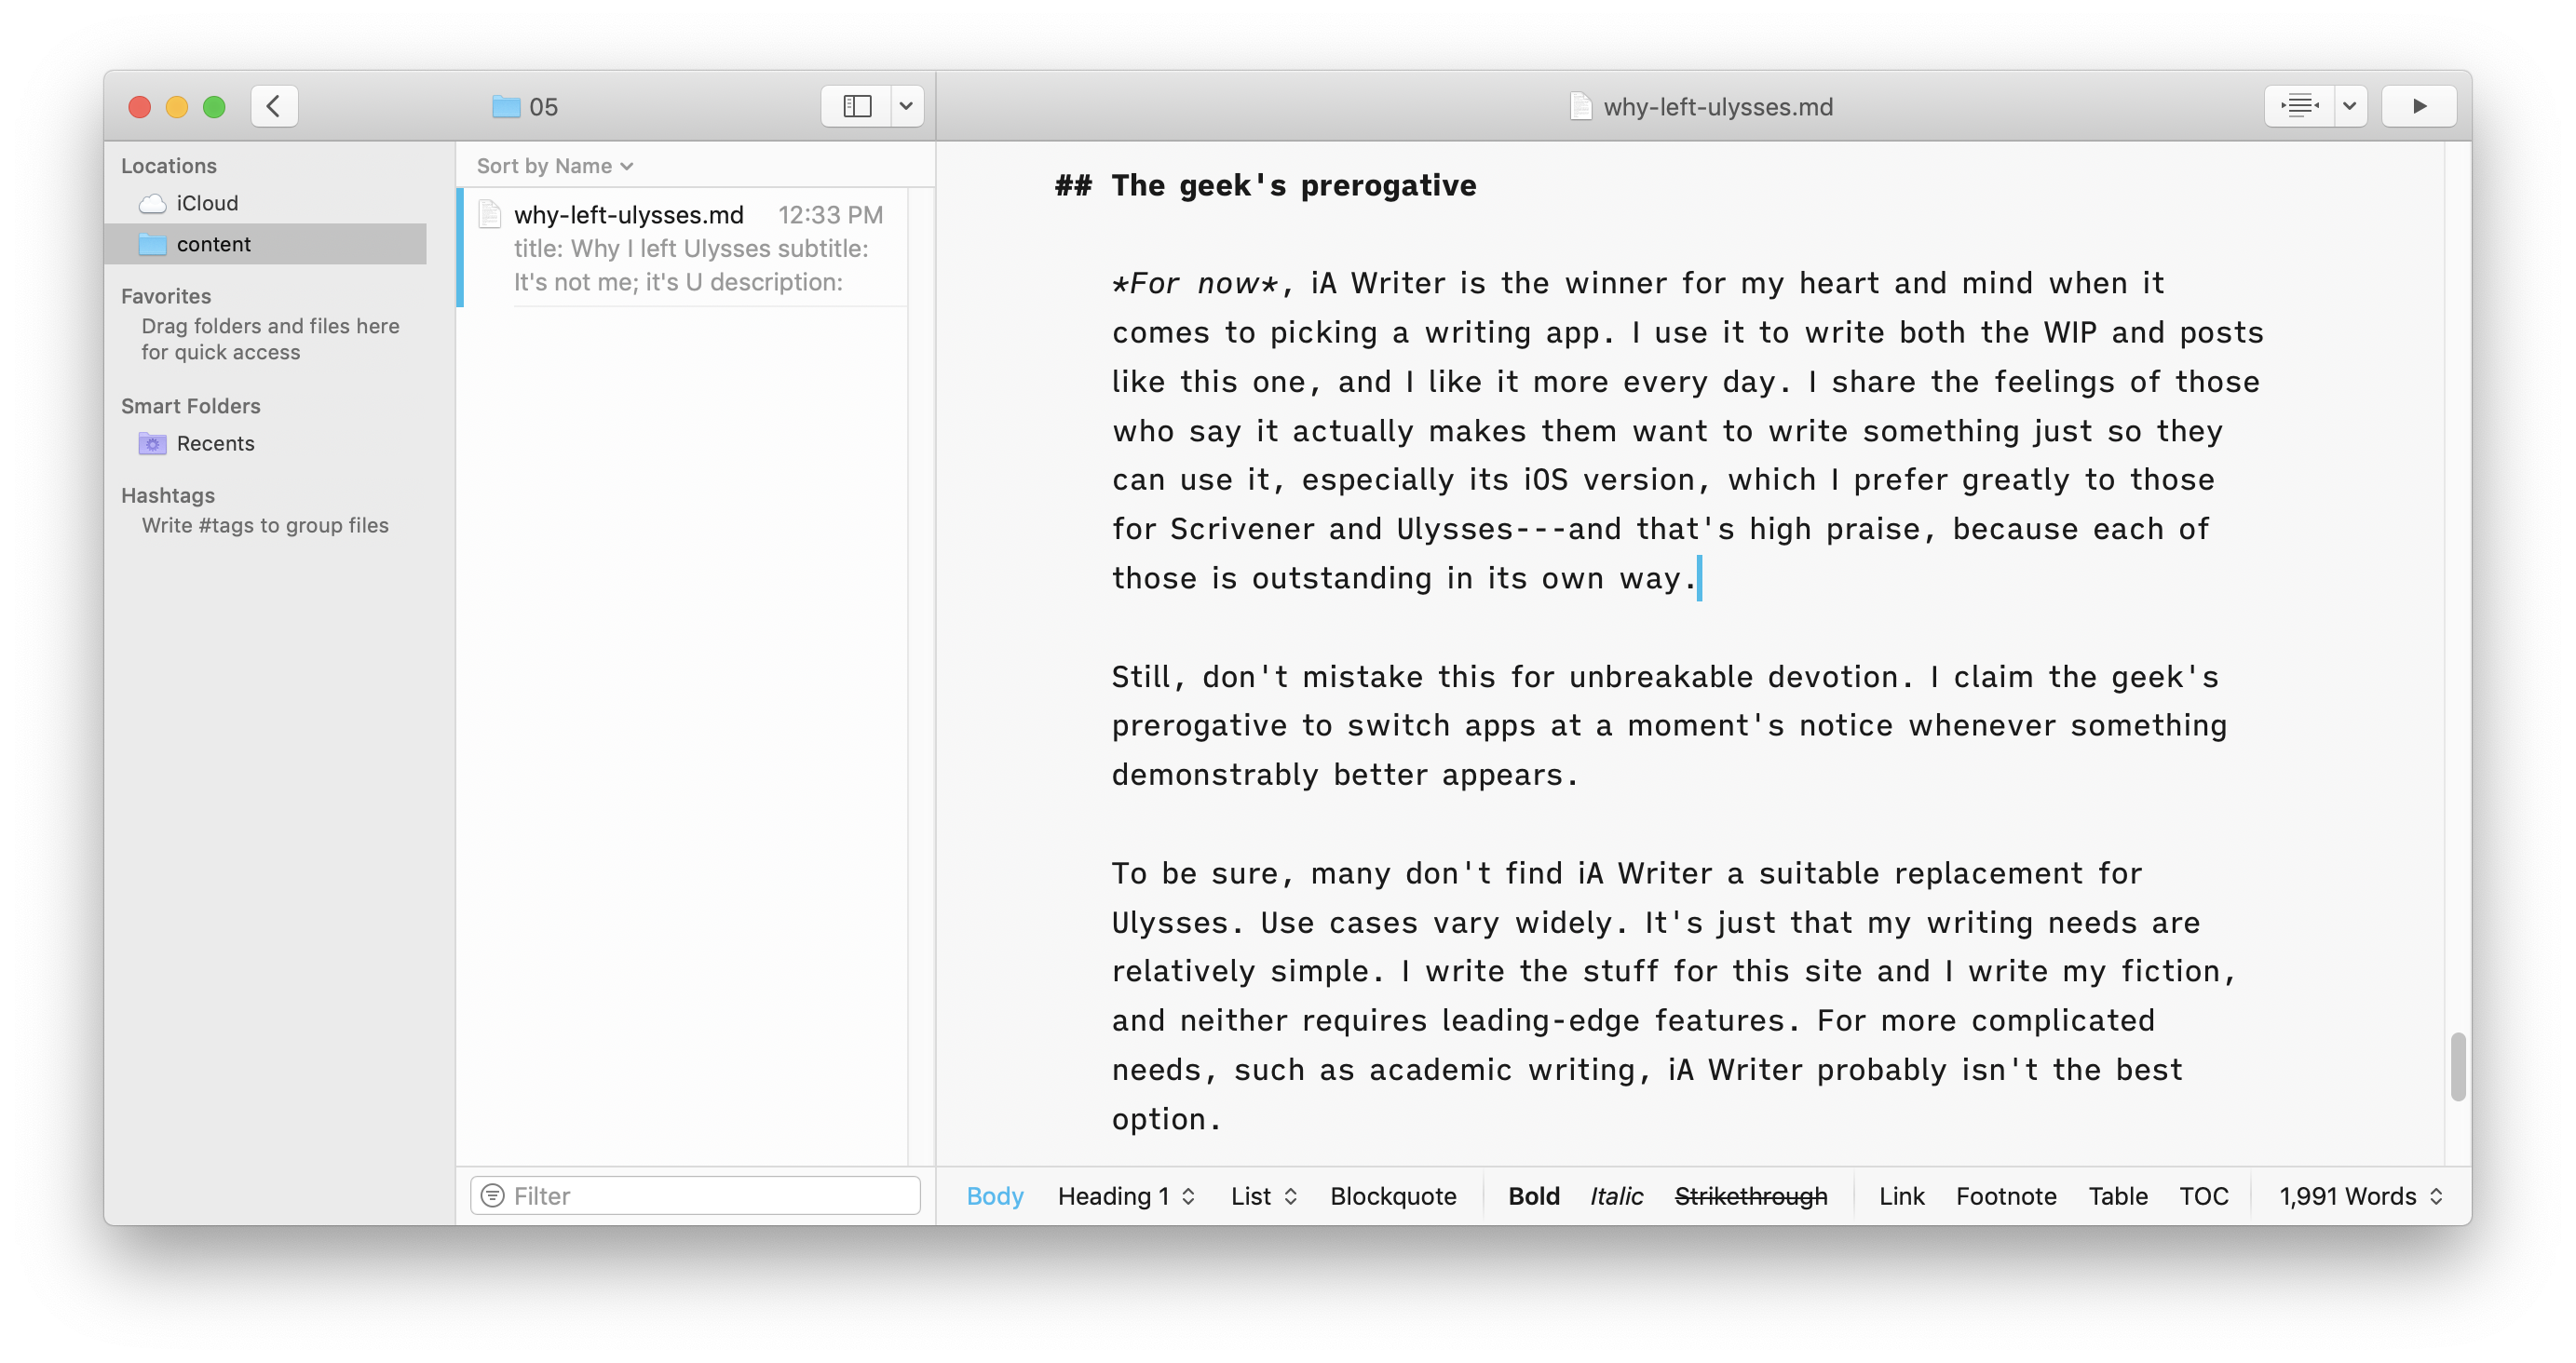 05
why-left-ulysses.md
Locations
iCloud
content
Favorites
Drag folders and files here
for quick access
Smart Folders
Recents
Hashtags
Write #tags to group files
Sort by Name
why-left-ulysses.md 12:33 PM
title: Why I left Ulysses subtitle:
It's not me; it's U description:
Filter
## The geek's prerogative
*For now*, iA Writer is the winner for my heart and mind when it
comes to picking a writing app. I use it to write both the WIP and posts
like this one, and I like it more every day. I share the feelings of those
who say it actually makes them want to write something just so they
can use it, especially its iOS version, which I prefer greatly to those
for Scrivener and Ulysses---and that's high praise, because each of
those is outstanding in its own way.
Still, don't mistake this for unbreakable devotion. I claim the geek's
prerogative to switch apps at a moment's notice whenever something
demonstrably better appears.
To be sure, many don't find iA Writer a suitable replacement for
Ulysses. Use cases vary widely. It's just that my writing needs are
relatively simple. I write the stuff for this site and I write my fiction,
and neither requires leading-edge features. For more complicated
needs, such as academic writing, iA Writer probably isn't the best
option.
Body Heading 1 List Blockquote Bold Italic Strikethrough Link Footnote Table TOC 1,991 Words